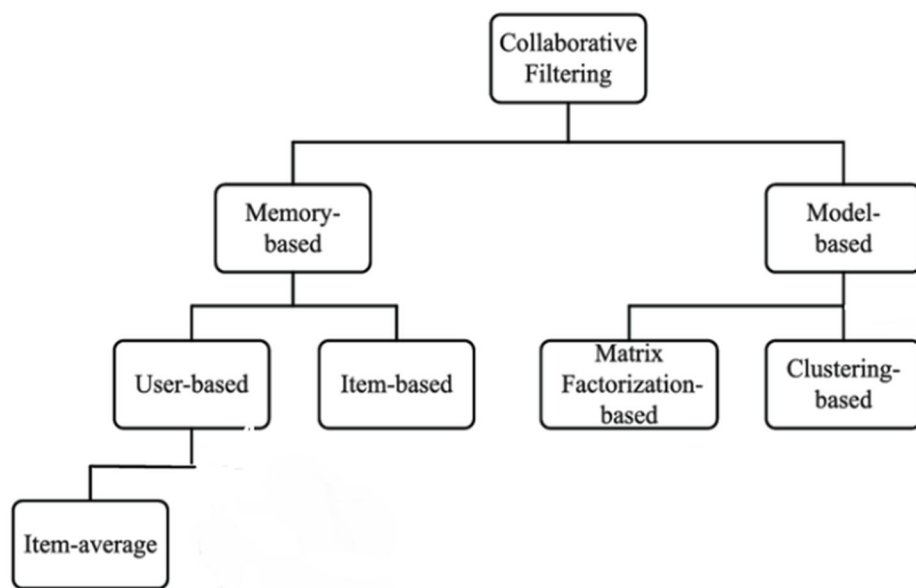 Collaborative
Filtering
Memory-
based
Model-
based
User-based
Item-based
Matrix
Factorization-
based
Clustering-
based
Item-average